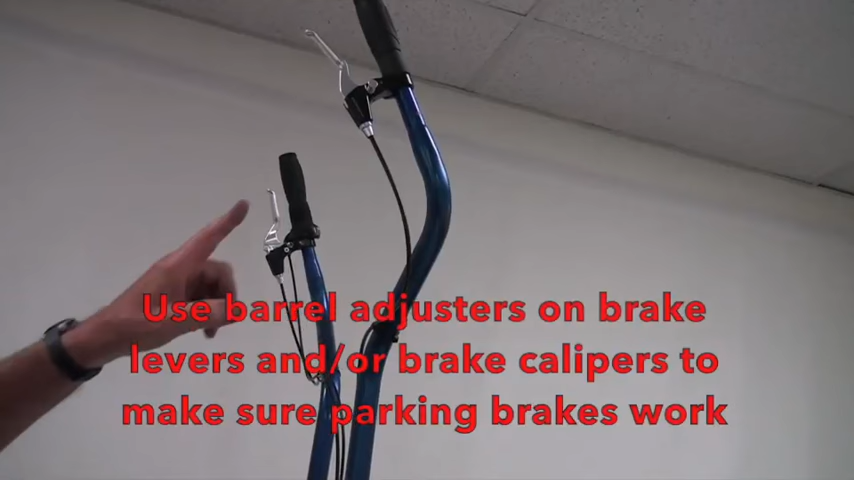 Use barrel adjusters on brake
levers and/or brake calipers to
make sure parking brakes work